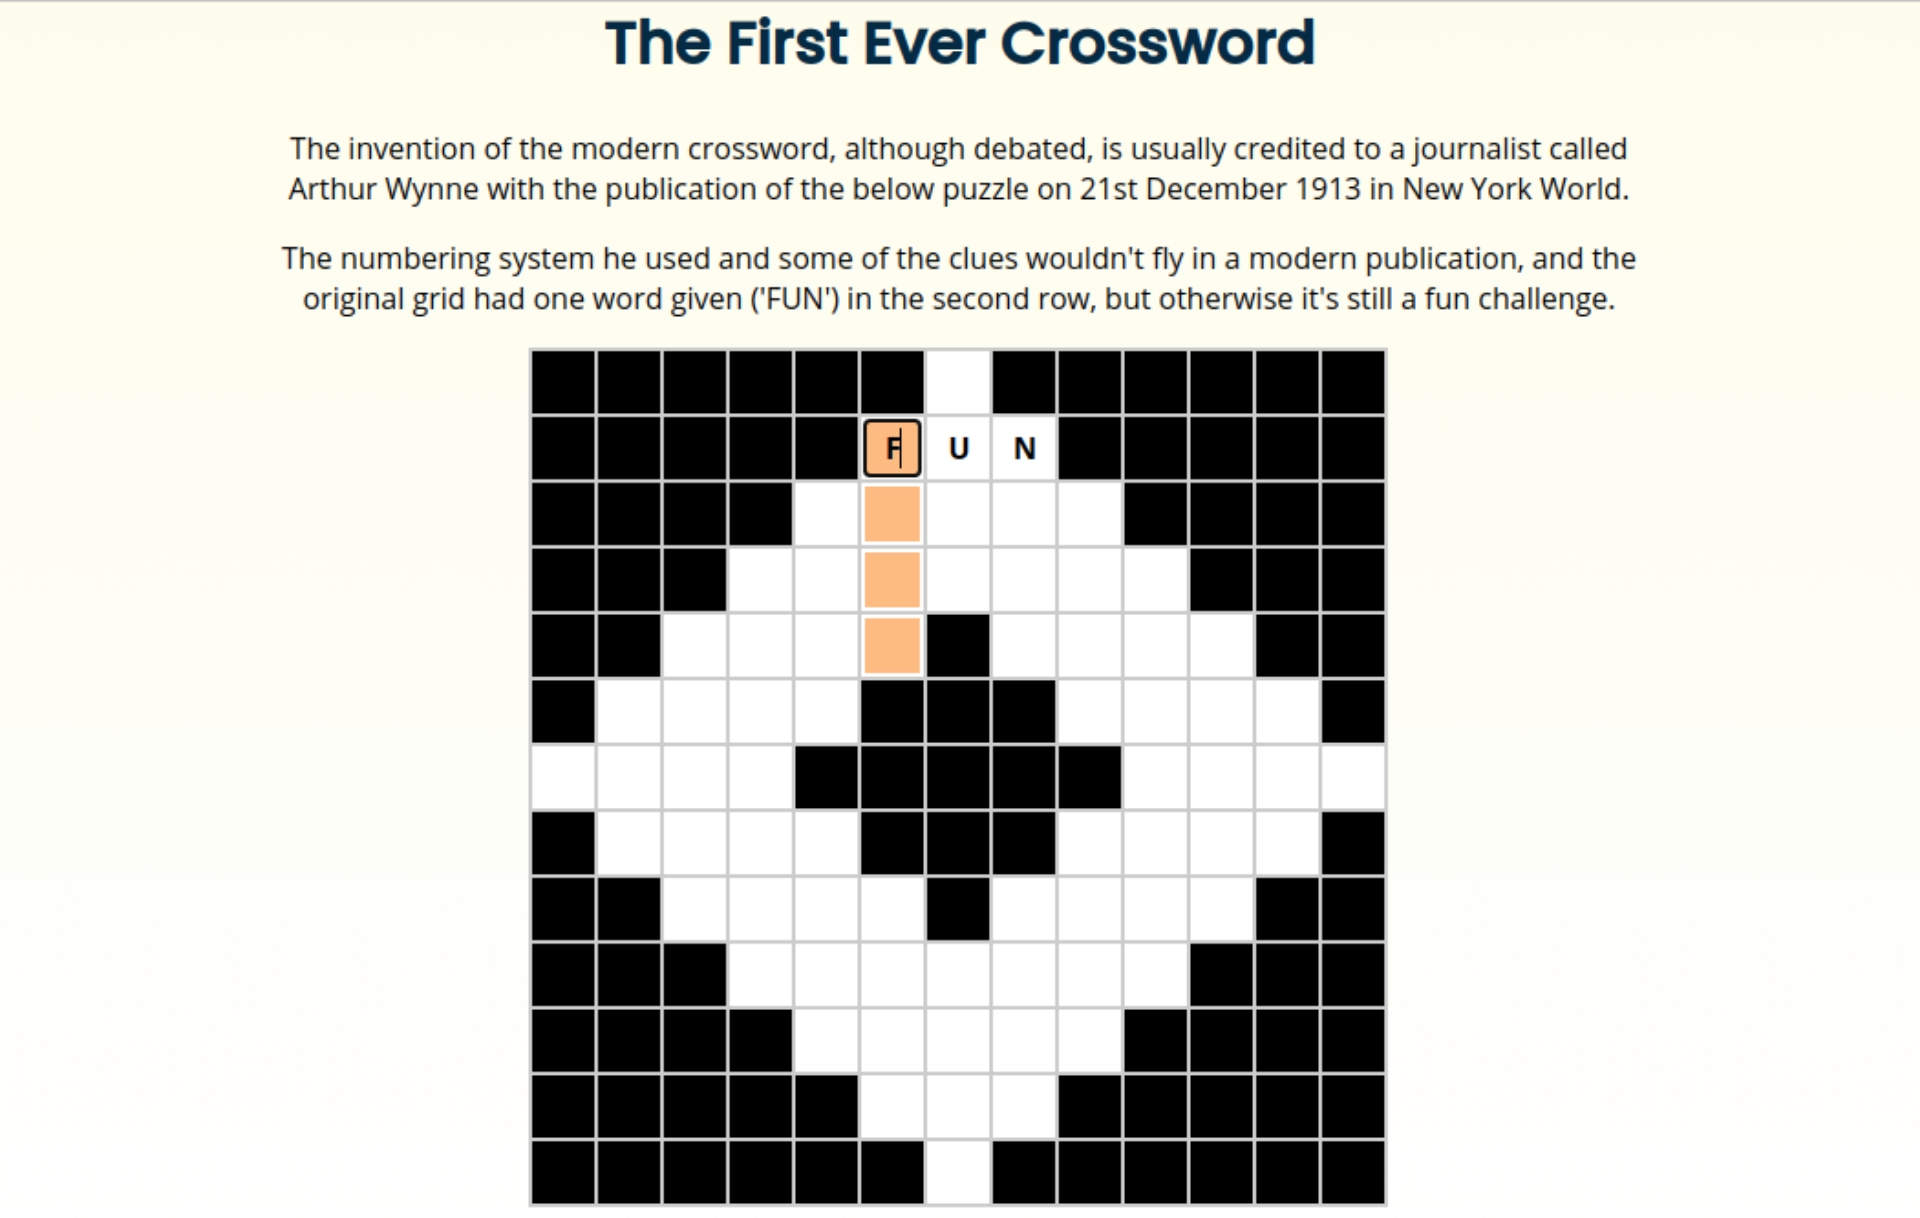 The First Ever Crossword
The invention of the modern crossword, although debated, is usually credited to a journalist called
Arthur Wynne with the publication of the below puzzle on 21st December 1913 in New York World.
The numbering system he used and some of the clues wouldn't fly in a modern publication, and the
original grid had one word given ('FUN') in the second row, but otherwise it's still a fun challenge.
F U N